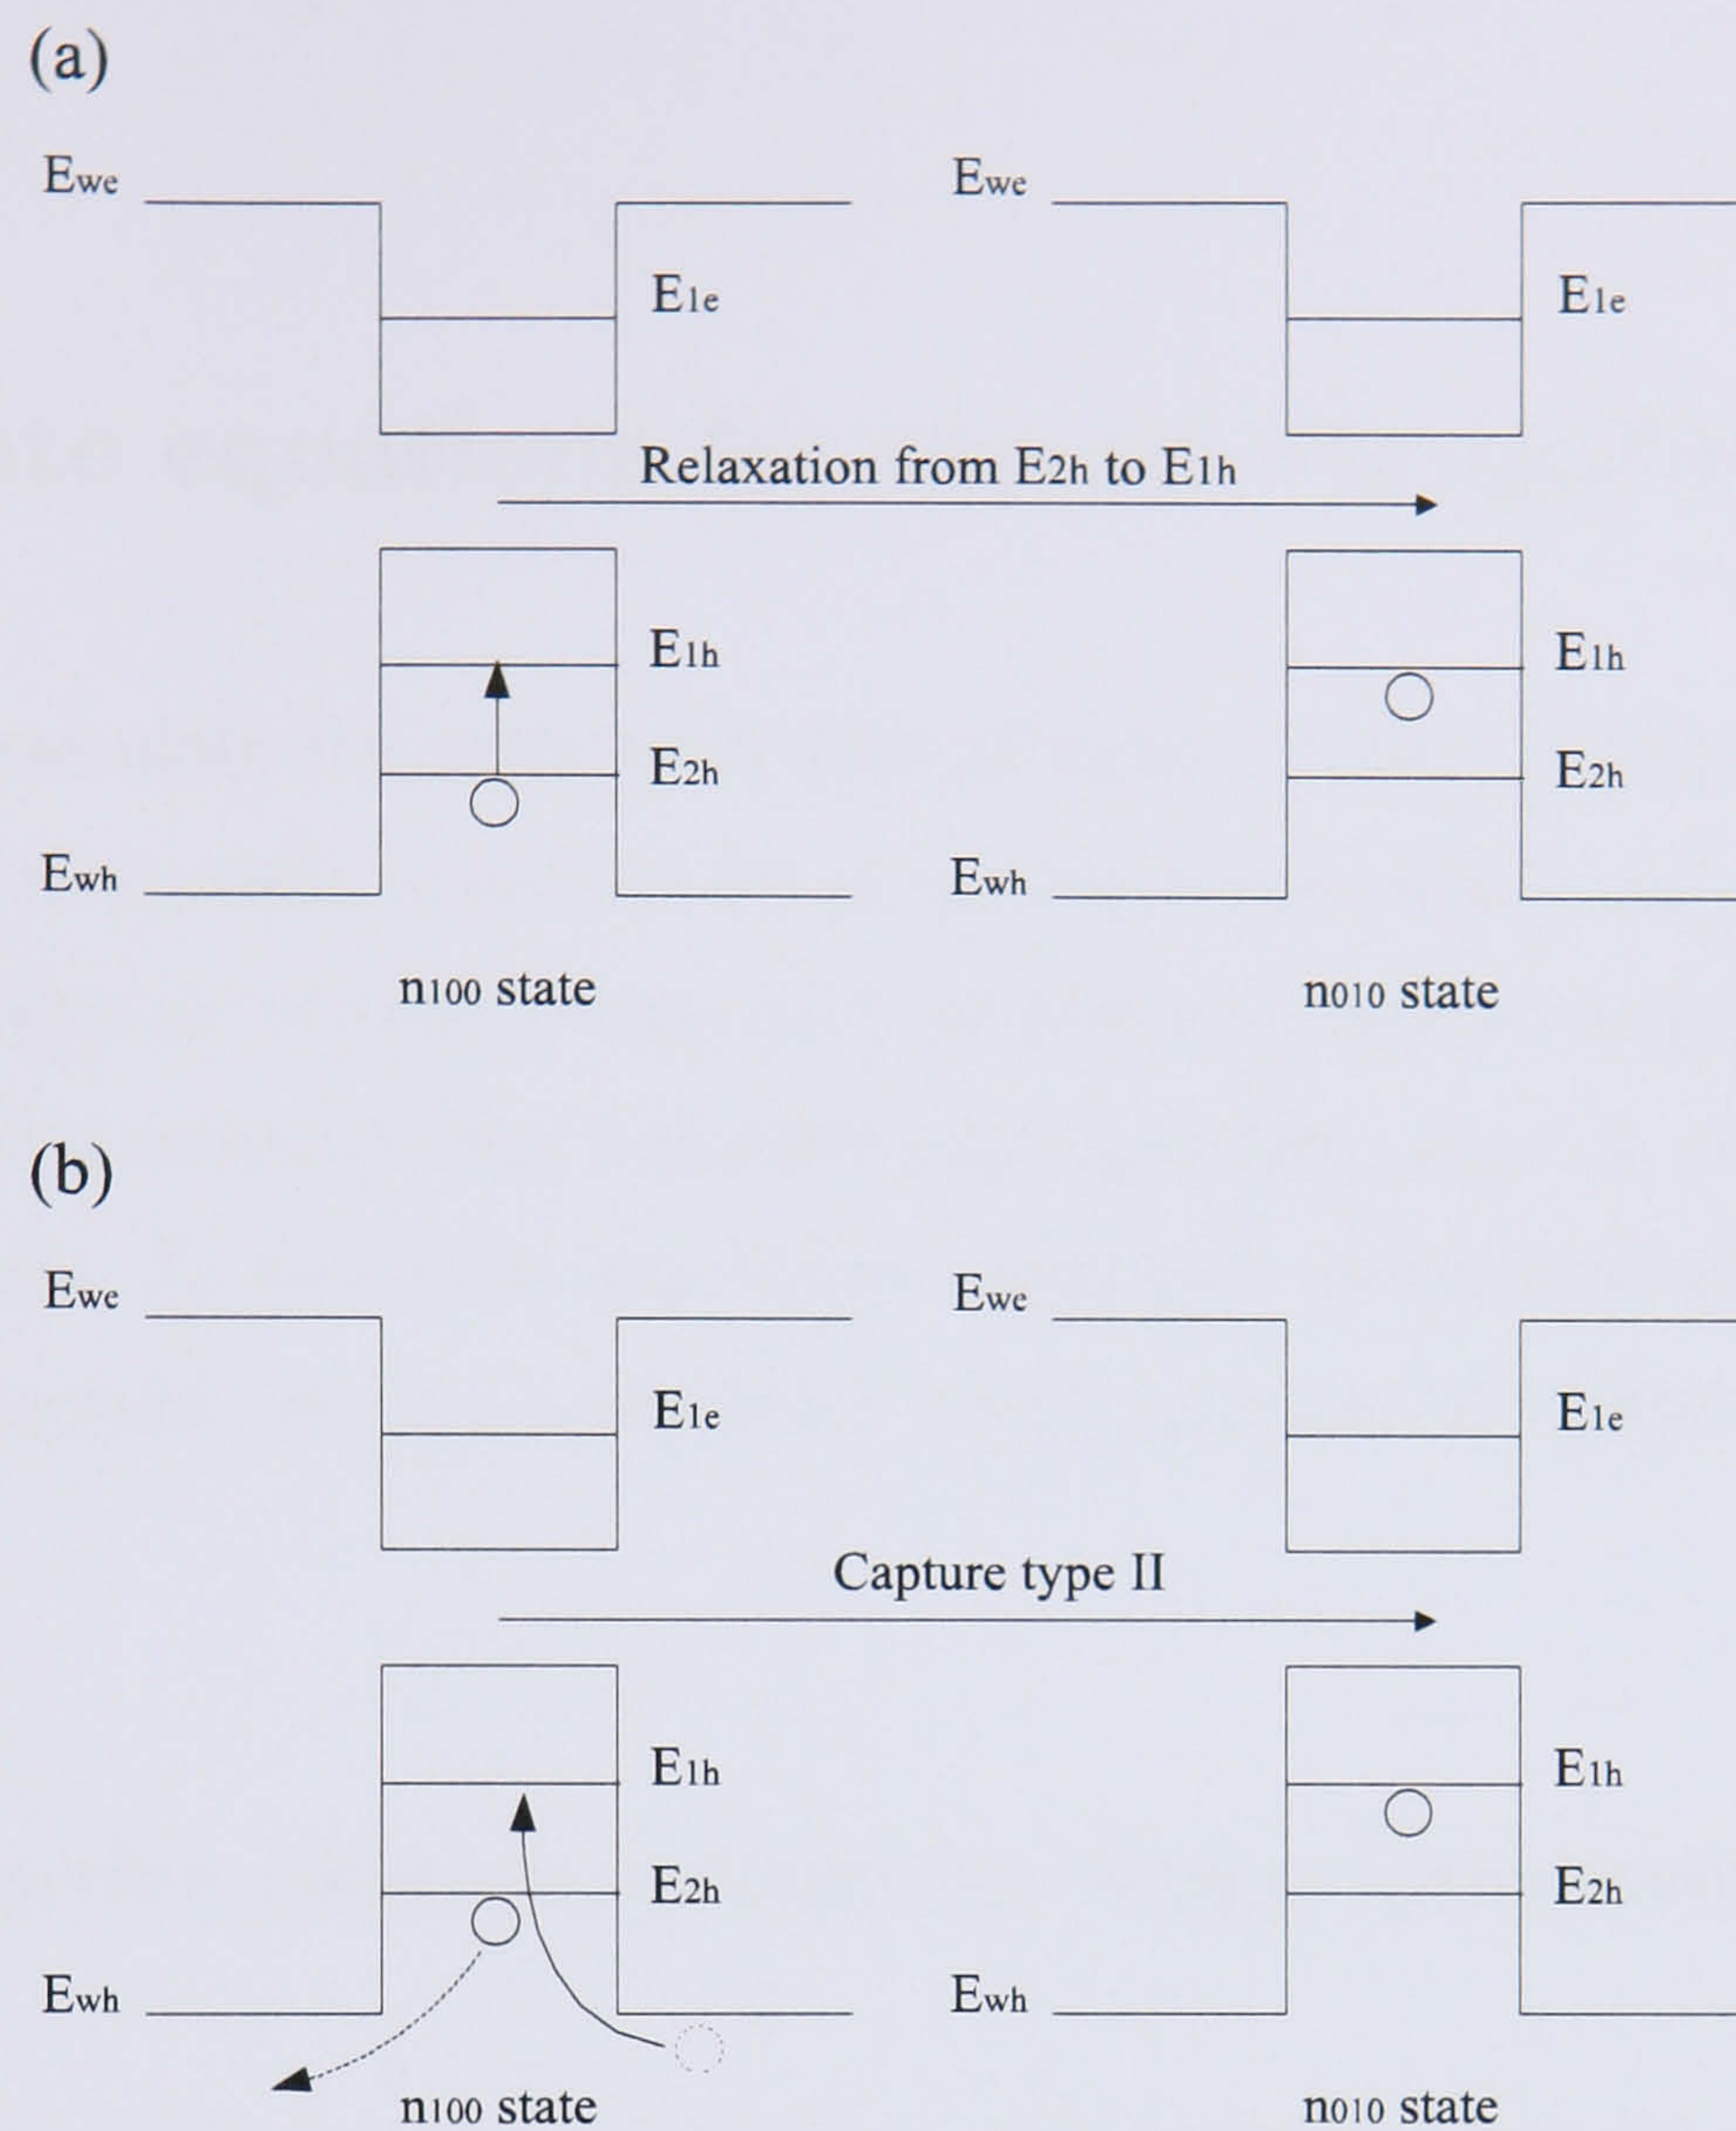 (a)
Ewe
Ewe
E1e
E1e
Relaxation from E2h to E1h
E1h
E1h
E2h
E2h
Ewh
Ewh
n100 state
n010 state
(b)
Ewe
Ewe
E1e
E1e
Capture type II
E1h
E1h
E2h
E2h
Ewh
Ewh
n100 state
n010 state